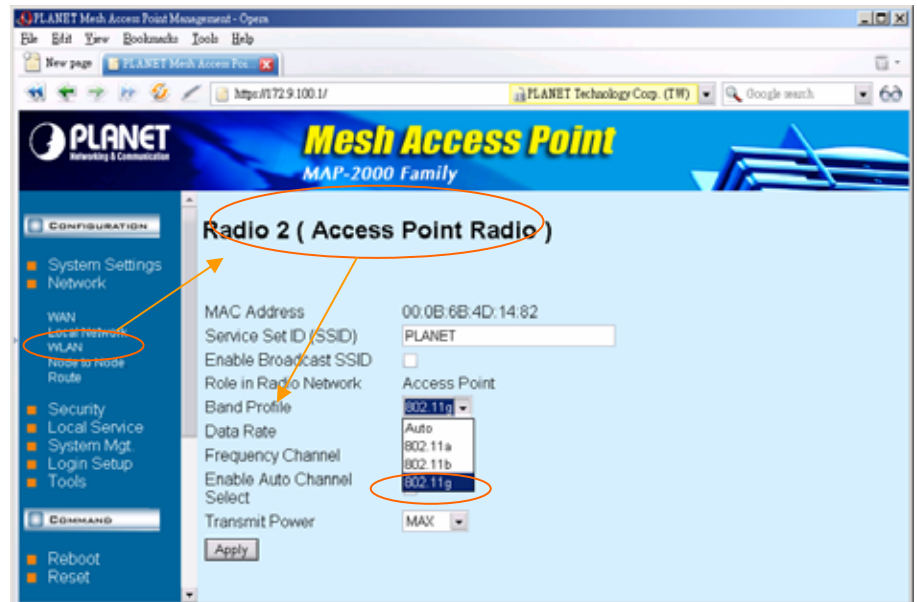 PLANET Mesh Access Point Management - Opera
File Edit View Bookmarks Tools Help
New page PLANET Mesh Access Poi...
https://172.9.100.1/ PLANET Technology Corp. (TW) Google search
PLANET
Networking & Communication
Mesh Access Point
MAP-2000 Family
CONFIGURATION
System Settings
Network
WAN
Local Network
WLAN
Node to Node
Route
Security
Local Service
System Mgt.
Login Setup
Tools
COMMAND
Reboot
Reset
Radio 2 ( Access Point Radio )
MAC Address 00:0B:6B:4D:14:82
Service Set ID (SSID) PLANET
Enable Broadcast SSID
Role in Radio Network Access Point
Band Profile 802.11g
Auto
802.11a
802.11b
802.11g
Data Rate
Frequency Channel
Enable Auto Channel
Select
Transmit Power MAX
Apply